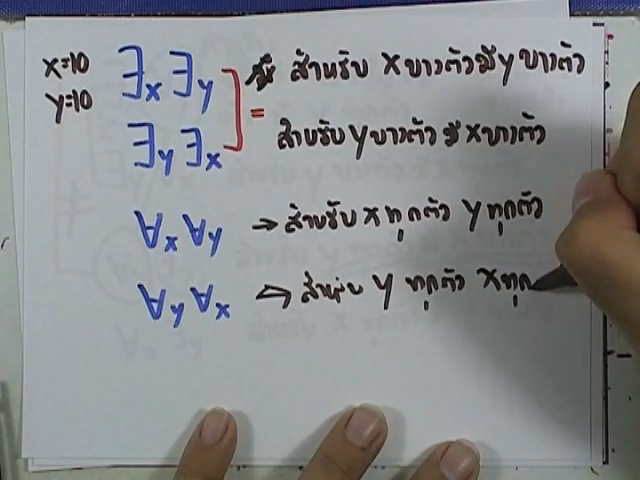 x=10 ∃x ∃y สำหรับ x บางตัวมี y บางตัว
y=10
=
∃y ∃x สำหรับ y บางตัว มี x บางตัว
∀x ∀y → สำหรับ x ทุกตัว y ทุกตัว
∀y ∀x → สำหรับ y ทุกตัว x ทุก